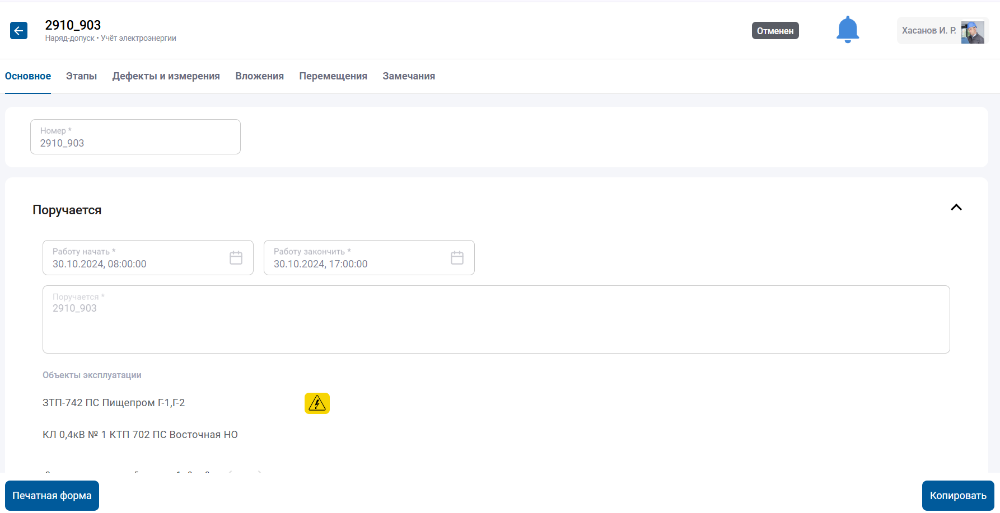 2910_903
Наряд-допуск • Учёт электроэнергии
Отменен
Хасанов И. Р.
Основное
Этапы
Дефекты и измерения
Вложения
Перемещения
Замечания
Номер *
2910_903
Поручается
Работу начать *
30.10.2024, 08:00:00
Работу закончить *
30.10.2024, 17:00:00
Поручается *
2910_903
Объекты эксплуатации
ЗТП-742 ПС Пищепром Г-1,Г-2
КЛ 0,4кВ № 1 КТП 702 ПС Восточная НО
Печатная форма
Копировать